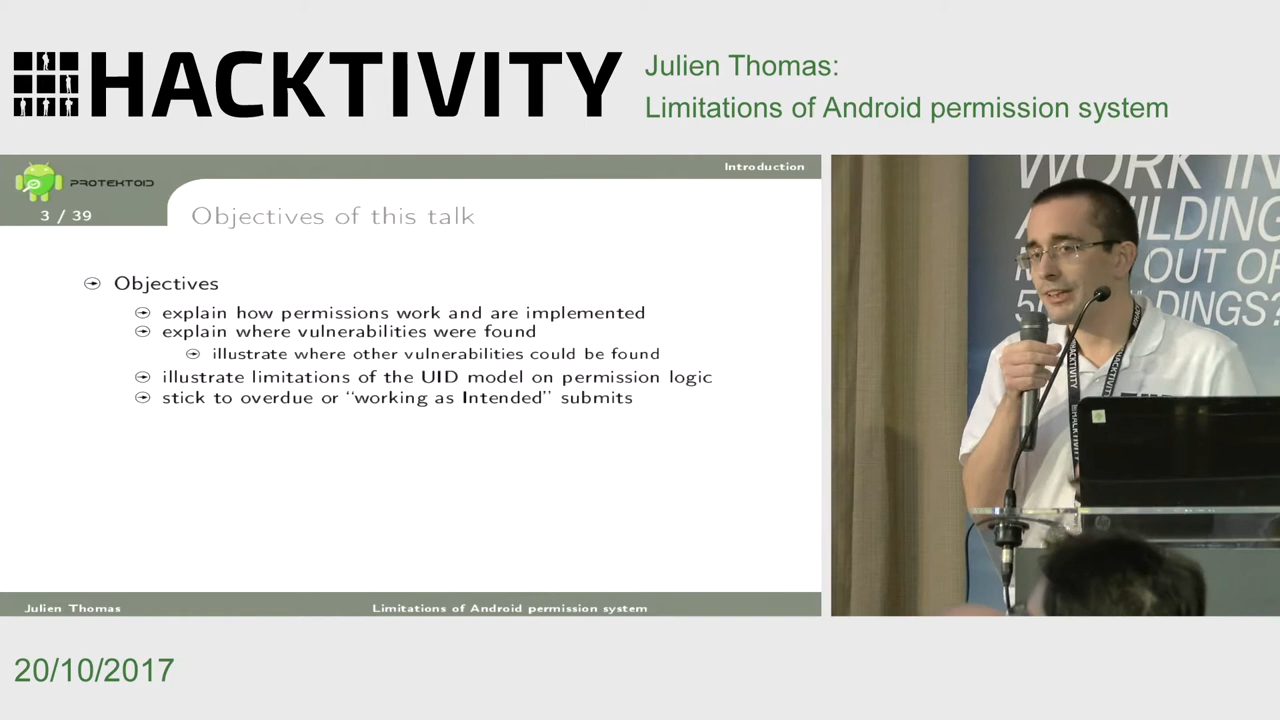 HACKTIVITY
Julien Thomas:
Limitations of Android permission system
PROTEKTOID
Introduction
3 / 39
Objectives of this talk
Objectives
explain how permissions work and are implemented
explain where vulnerabilities were found
illustrate where other vulnerabilities could be found
illustrate limitations of the UID model on permission logic
stick to overdue or “working as Intended” submits
Julien Thomas
Limitations of Android permission system
WORK IN
OUT OF
HACKTIVITY
20/10/2017